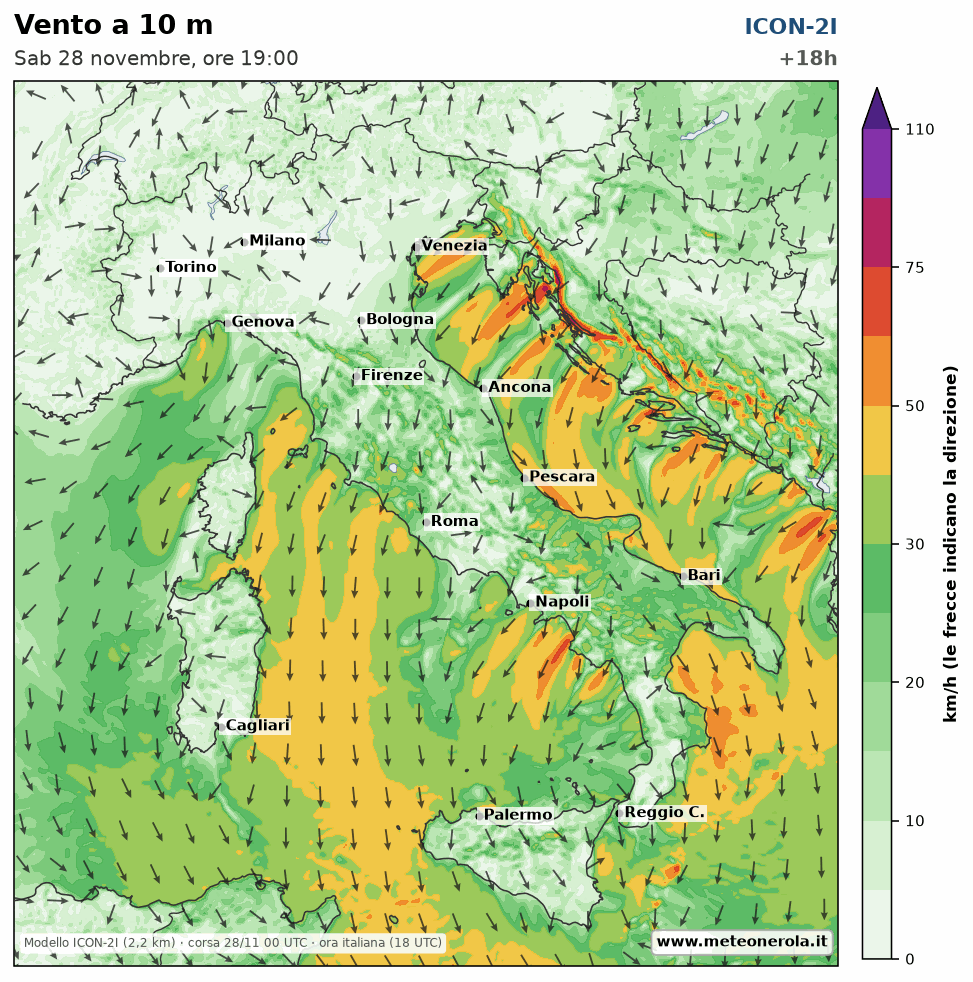 Vento a 10 m
ICON-2I
Sab 28 novembre, ore 19:00
+18h
110
75
50
30
20
10
0
km/h (le frecce indicano la direzione)
Venezia
Milano
Torino
Genova
Bologna
Firenze
Ancona
Pescara
Roma
Bari
Napoli
Cagliari
Palermo
Reggio C.
Modello ICON-2I (2,2 km) · corsa 28/11 00 UTC · ora italiana (18 UTC)
www.meteonerola.it